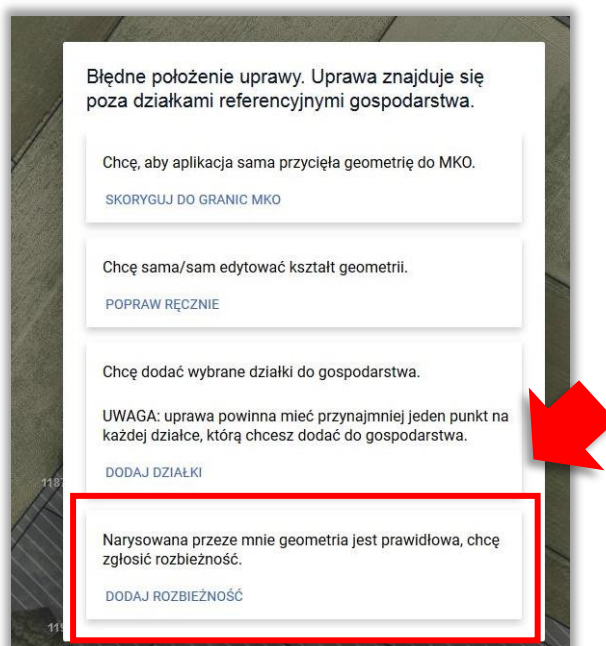 Błędne położenie uprawy. Uprawa znajduje się
poza działkami referencyjnymi gospodarstwa.
Chcę, aby aplikacja sama przycięła geometrię do MKO.
SKORYGUJ DO GRANIC MKO
Chcę sama/sam edytować kształt geometrii.
POPRAW RĘCZNIE
Chcę dodać wybrane działki do gospodarstwa.
UWAGA: uprawa powinna mieć przynajmniej jeden punkt na
każdej działce, którą chcesz dodać do gospodarstwa.
DODAJ DZIAŁKI
Narysowana przeze mnie geometria jest prawidłowa, chcę
zgłosić rozbieżność.
DODAJ ROZBIEŻNOŚĆ